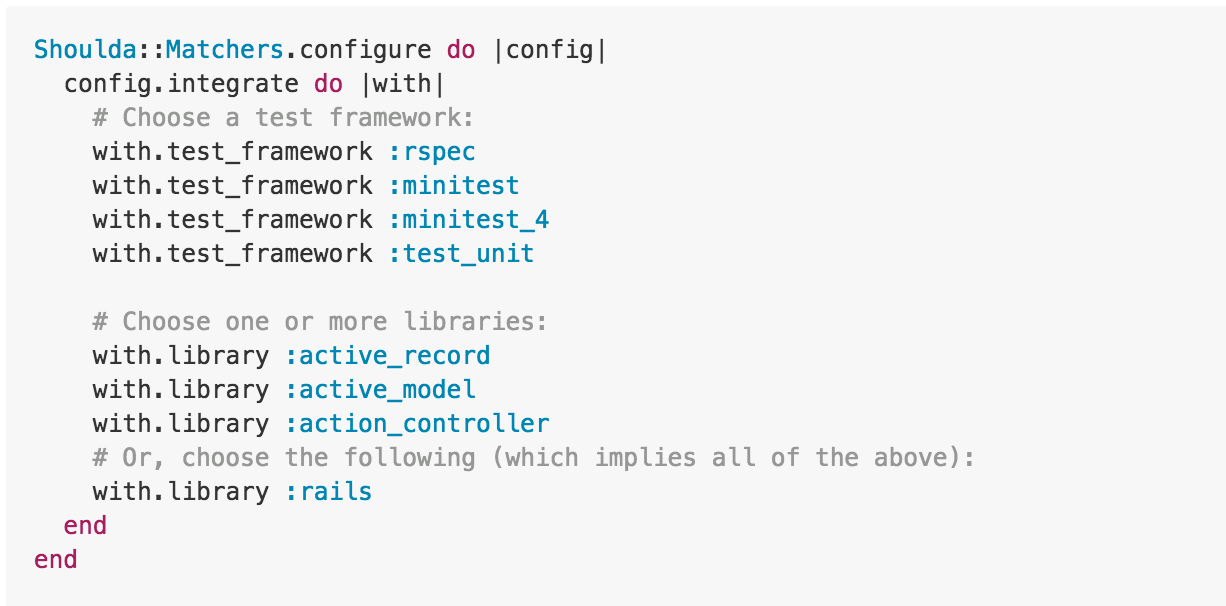 Shoulda::Matchers.configure do |config|
  config.integrate do |with|
    # Choose a test framework:
    with.test_framework :rspec
    with.test_framework :minitest
    with.test_framework :minitest_4
    with.test_framework :test_unit

    # Choose one or more libraries:
    with.library :active_record
    with.library :active_model
    with.library :action_controller
    # Or, choose the following (which implies all of the above):
    with.library :rails
  end
end